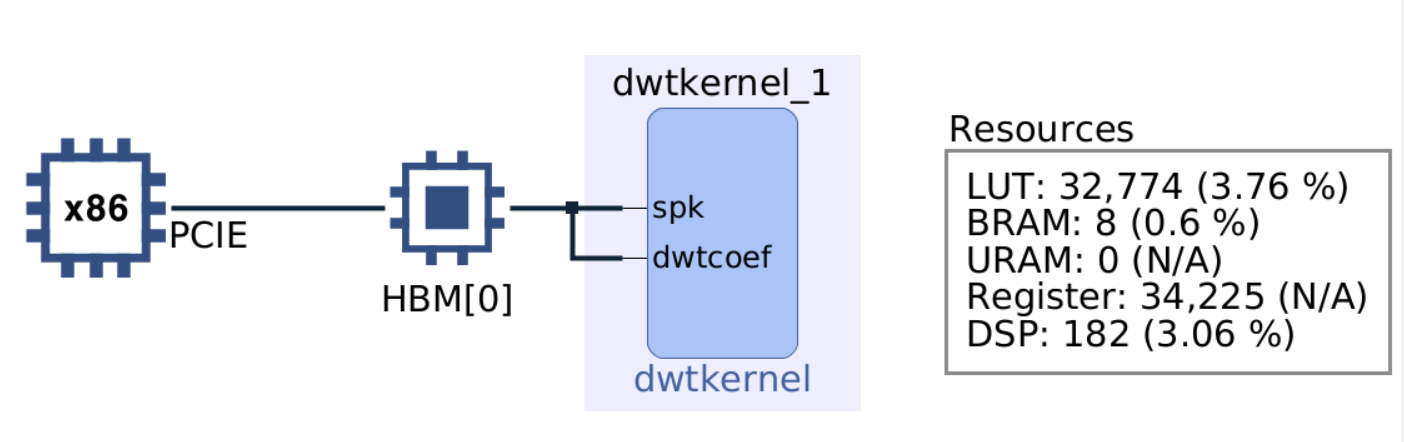 x86
PCIE
HBM[0]
dwtkernel_1
spk
dwtcoef
dwtkernel
Resources
LUT: 32,774 (3.76 %)
BRAM: 8 (0.6 %)
URAM: 0 (N/A)
Register: 34,225 (N/A)
DSP: 182 (3.06 %)